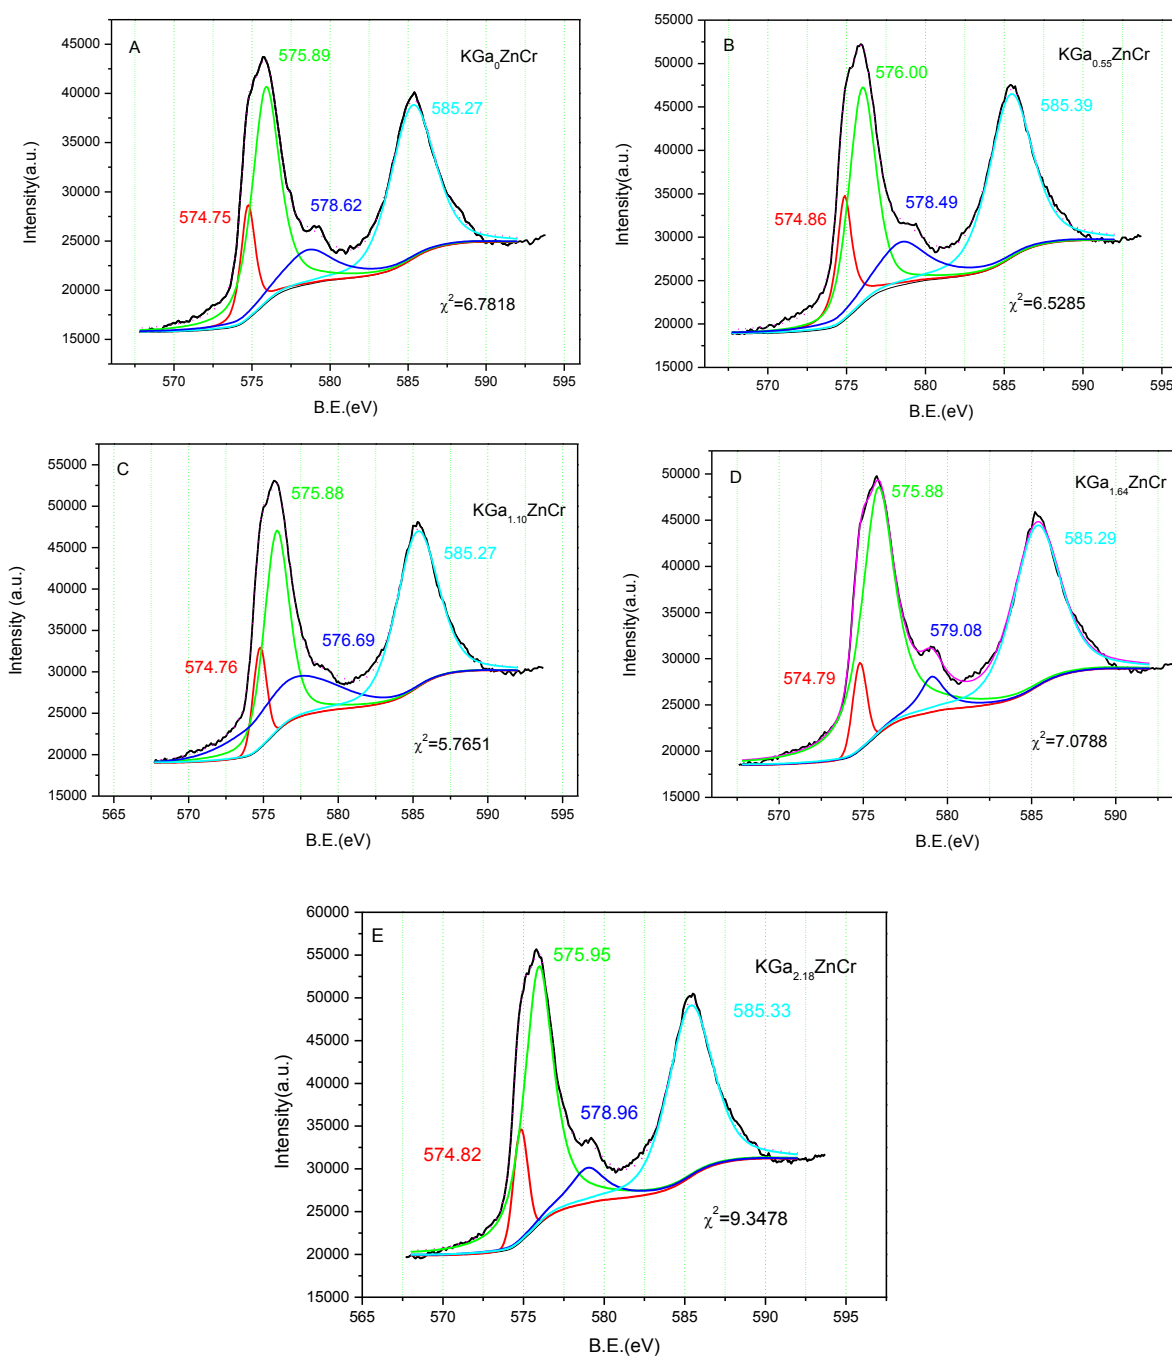 A
KGa0ZnCr
575.89
585.27
574.75
578.62
χ2=6.7818
Intensity(a.u.)
45000
40000
35000
30000
25000
20000
15000
570 575 580 585 590 595
B.E.(eV)
B
KGa0.55ZnCr
576.00
585.39
574.86
578.49
χ2=6.5285
Intensity(a.u.)
55000
50000
45000
40000
35000
30000
25000
20000
15000
570 575 580 585 590 595
B.E.(eV)
C
KGa1.10ZnCr
575.88
585.27
576.69
574.76
χ2=5.7651
Intensity (a.u.)
55000
50000
45000
40000
35000
30000
25000
20000
15000
565 570 575 580 585 590 595
B.E.(eV)
D
KGa1.64ZnCr
575.88
585.29
579.08
574.79
χ2=7.0788
Intensity(a.u.)
50000
45000
40000
35000
30000
25000
20000
15000
570 575 580 585 590
B.E.(eV)
E
KGa2.18ZnCr
575.95
585.33
578.96
574.82
χ2=9.3478
Intensity(a.u.)
60000
55000
50000
45000
40000
35000
30000
25000
20000
15000
565 570 575 580 585 590 595
B.E.(eV)